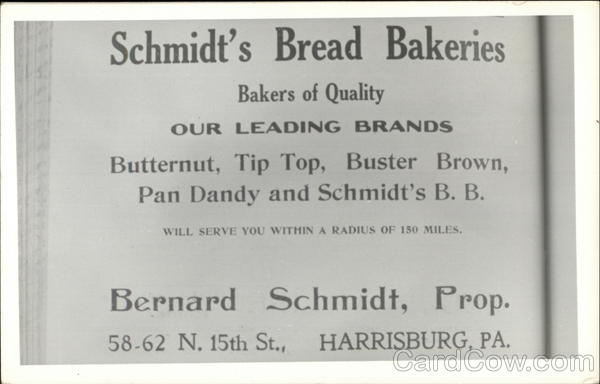 Schmidt's Bread Bakeries
Bakers of Quality
OUR LEADING BRANDS
Butternut, Tip Top, Buster Brown,
Pan Dandy and Schmidt's B. B.
WILL SERVE YOU WITHIN A RADIUS OF 150 MILES.
Bernard Schmidt, Prop.
58-62 N. 15th St., HARRISBURG, PA.
CardCow.com